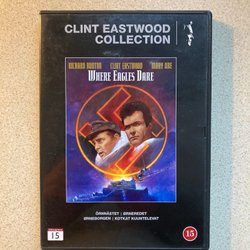 CLINT EASTWOOD
COLLECTION
RICHARD BURTON CLINT EASTWOOD MARY URE
WHERE EAGLES DARE
ÖRNNÄSTET | ØRNEREDET
ØRNEBORGEN | KOTKAT KUUNTELEVAT
15
15